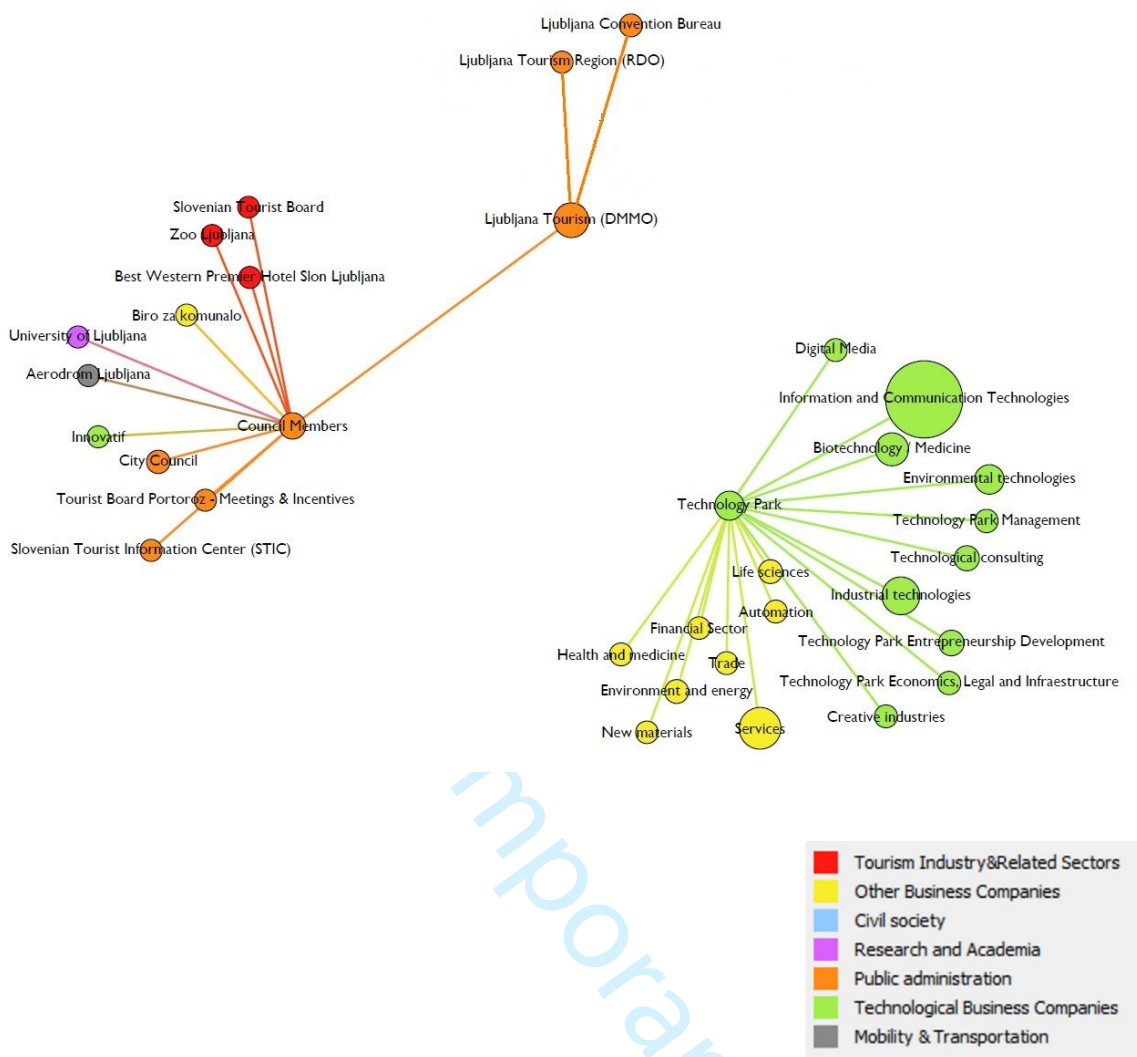 Ljubljana Convention Bureau
Ljubljana Tourism Region (RDO)
Slovenian Tourist Board
Ljubljana Tourism (DMMO)
Zoo Ljubljana
Best Western Premier Hotel Slon Ljubljana
Biro za komunalo
University of Ljubljana
Digital Media
Aerodrom Ljubljana
Information and Communication Technologies
Council Members
Innovatif
Biotechnology / Medicine
City Council
Environmental technologies
Tourist Board Portoroz - Meetings & Incentives
Technology Park
Technology Park Management
Slovenian Tourist Information Center (STIC)
Technological consulting
Life sciences
Industrial technologies
Automation
Financial Sector
Technology Park Entrepreneurship Development
Health and medicine
Trade
Technology Park Economics, Legal and Infraestructure
Environment and energy
Creative industries
New materials
Services
Tourism Industry&Related Sectors
Other Business Companies
Civil society
Research and Academia
Public administration
Technological Business Companies
Mobility & Transportation